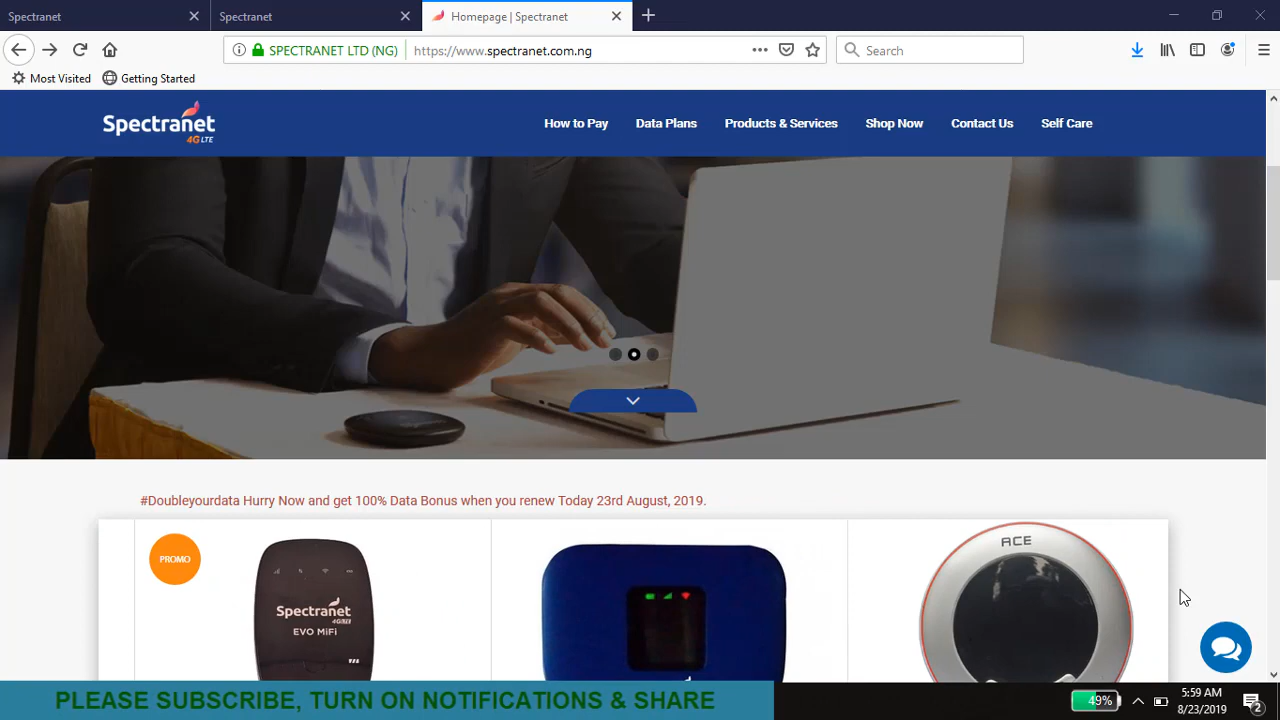 Spectranet
Spectranet
Homepage | Spectranet
SPECTRANET LTD (NG)
https://www.spectranet.com.ng
Search
Most Visited
Getting Started
Spectranet
4G LTE
How to Pay
Data Plans
Products & Services
Shop Now
Contact Us
Self Care
#Doubleyourdata Hurry Now and get 100% Data Bonus when you renew Today 23rd August, 2019.
PROMO
Spectranet
4G LTE
EVO MiFi
ACE
PLEASE SUBSCRIBE, TURN ON NOTIFICATIONS & SHARE
49%
5:59 AM
8/23/2019
2